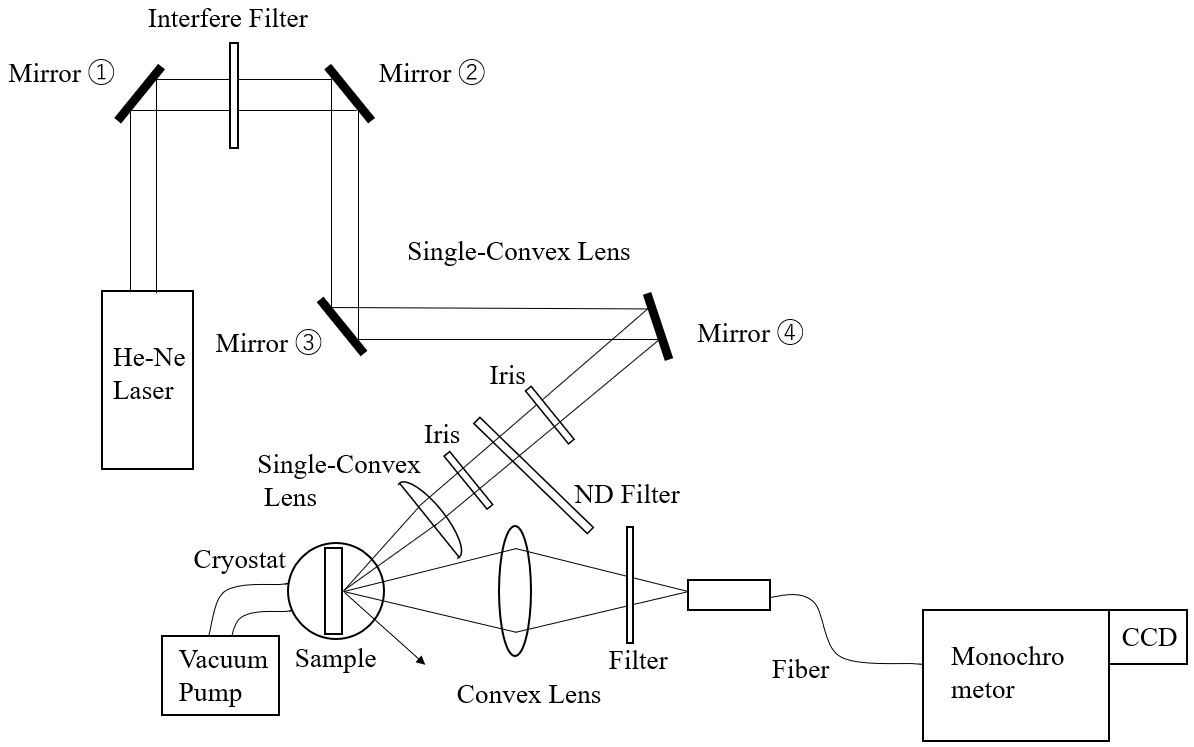 Interfere Filter
Mirror ①
Mirror ②
Single-Convex Lens
Mirror ③
Mirror ④
He-Ne
Laser
Iris
Iris
Single-Convex
Lens
ND Filter
Cryostat
Vacuum
Pump
Sample
Filter
Convex Lens
Fiber
Monochro
metor
CCD